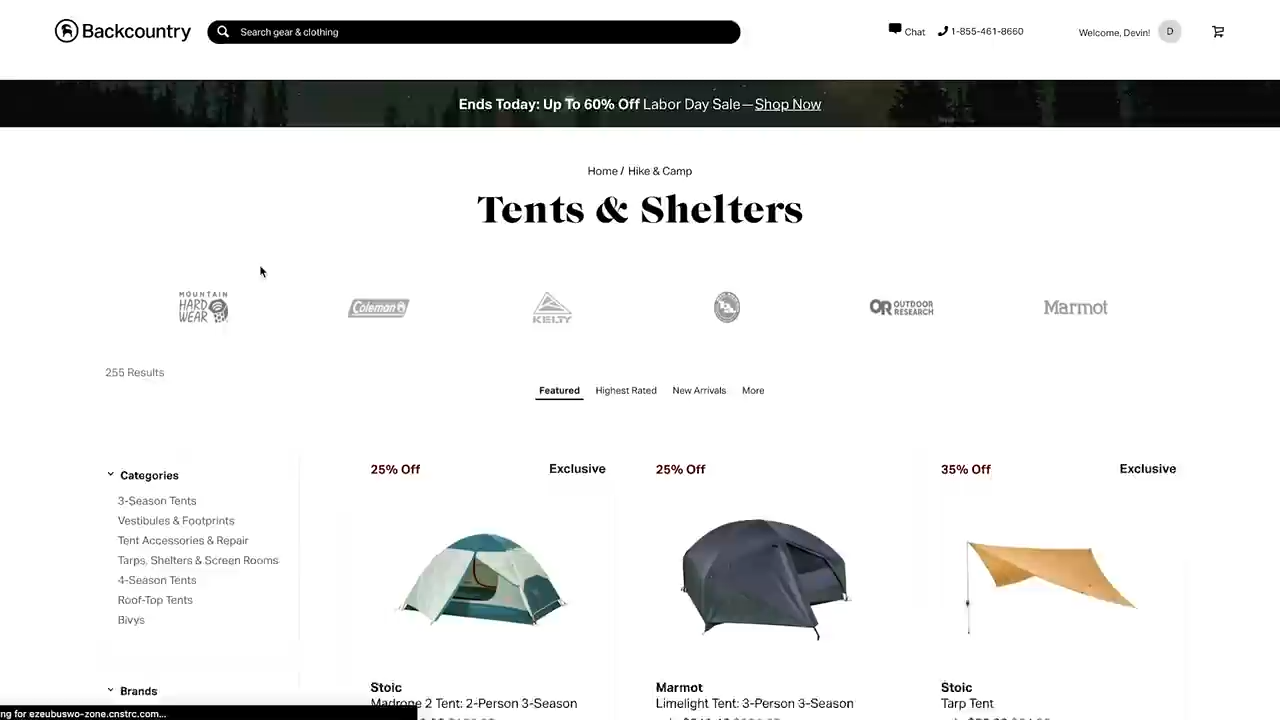 Backcountry
Search gear & clothing
Chat
1-855-461-8660
Welcome, Devin!
D
Ends Today: Up To 60% Off Labor Day Sale—Shop Now
Home / Hike & Camp
Tents & Shelters
MOUNTAIN
HARD
WEAR
Coleman
KELTY
OR OUTDOOR
RESEARCH
Marmot
255 Results
Featured
Highest Rated
New Arrivals
More
Categories
3-Season Tents
Vestibules & Footprints
Tent Accessories & Repair
Tarps, Shelters & Screen Rooms
4-Season Tents
Roof-Top Tents
Bivys
Brands
25% Off
Exclusive
Stoic
Madrone 2 Tent: 2-Person 3-Season
25% Off
Marmot
Limelight Tent: 3-Person 3-Season
35% Off
Exclusive
Stoic
Tarp Tent
ng for ezeubuswo-zone.cnstrc.com...